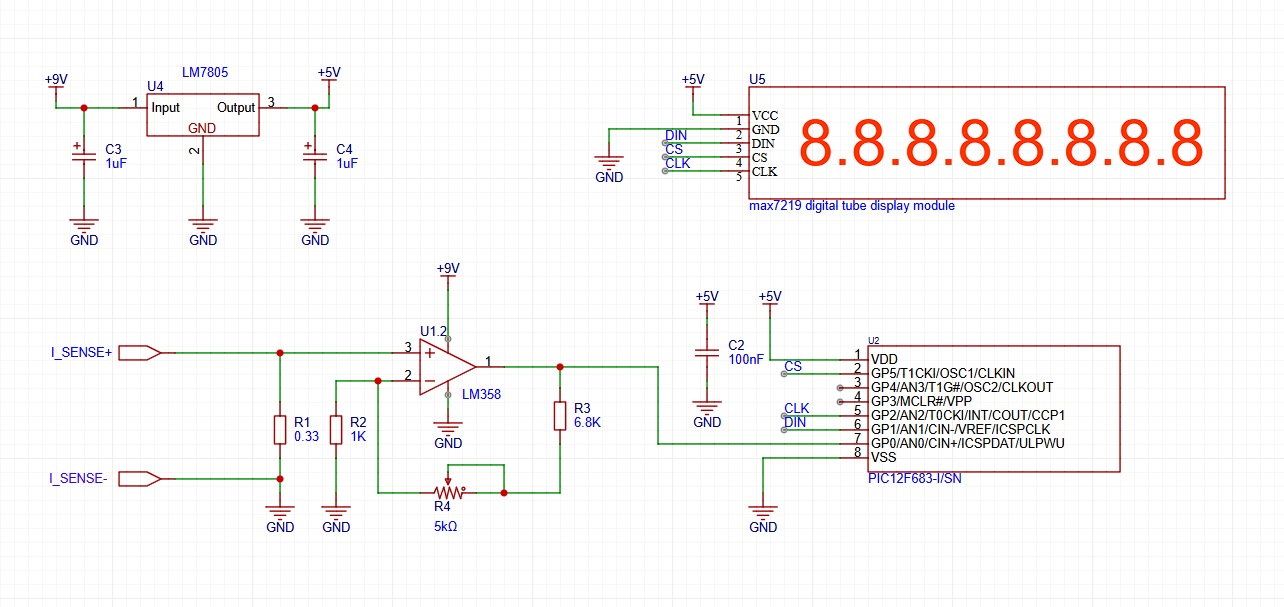 LM7805
+9V
+5V
U4
1
Input
Output
3
GND
2
C3
1uF
C4
1uF
GND
GND
GND
+5V
U5
VCC
1
GND
DIN
2
DIN
CS
3
CS
CLK
4
CLK
5
8.8.8.8.8.8.8.8
GND
max7219 digital tube display module
+9V
U1.2
I_SENSE+
3
1
2
LM358
GND
R1
0.33
R2
1K
R3
6.8K
I_SENSE-
R4
5kΩ
GND
GND
+5V
+5V
C2
100nF
GND
U2
1
VDD
CS
2
GP5/T1CKI/OSC1/CLKIN
3
GP4/AN3/T1G#/OSC2/CLKOUT
4
GP3/MCLR#/VPP
CLK
5
GP2/AN2/T0CKI/INT/COUT/CCP1
DIN
6
GP1/AN1/CIN-/VREF/ICSPCLK
7
GP0/AN0/CIN+/ICSPDAT/ULPWU
8
VSS
PIC12F683-I/SN
GND